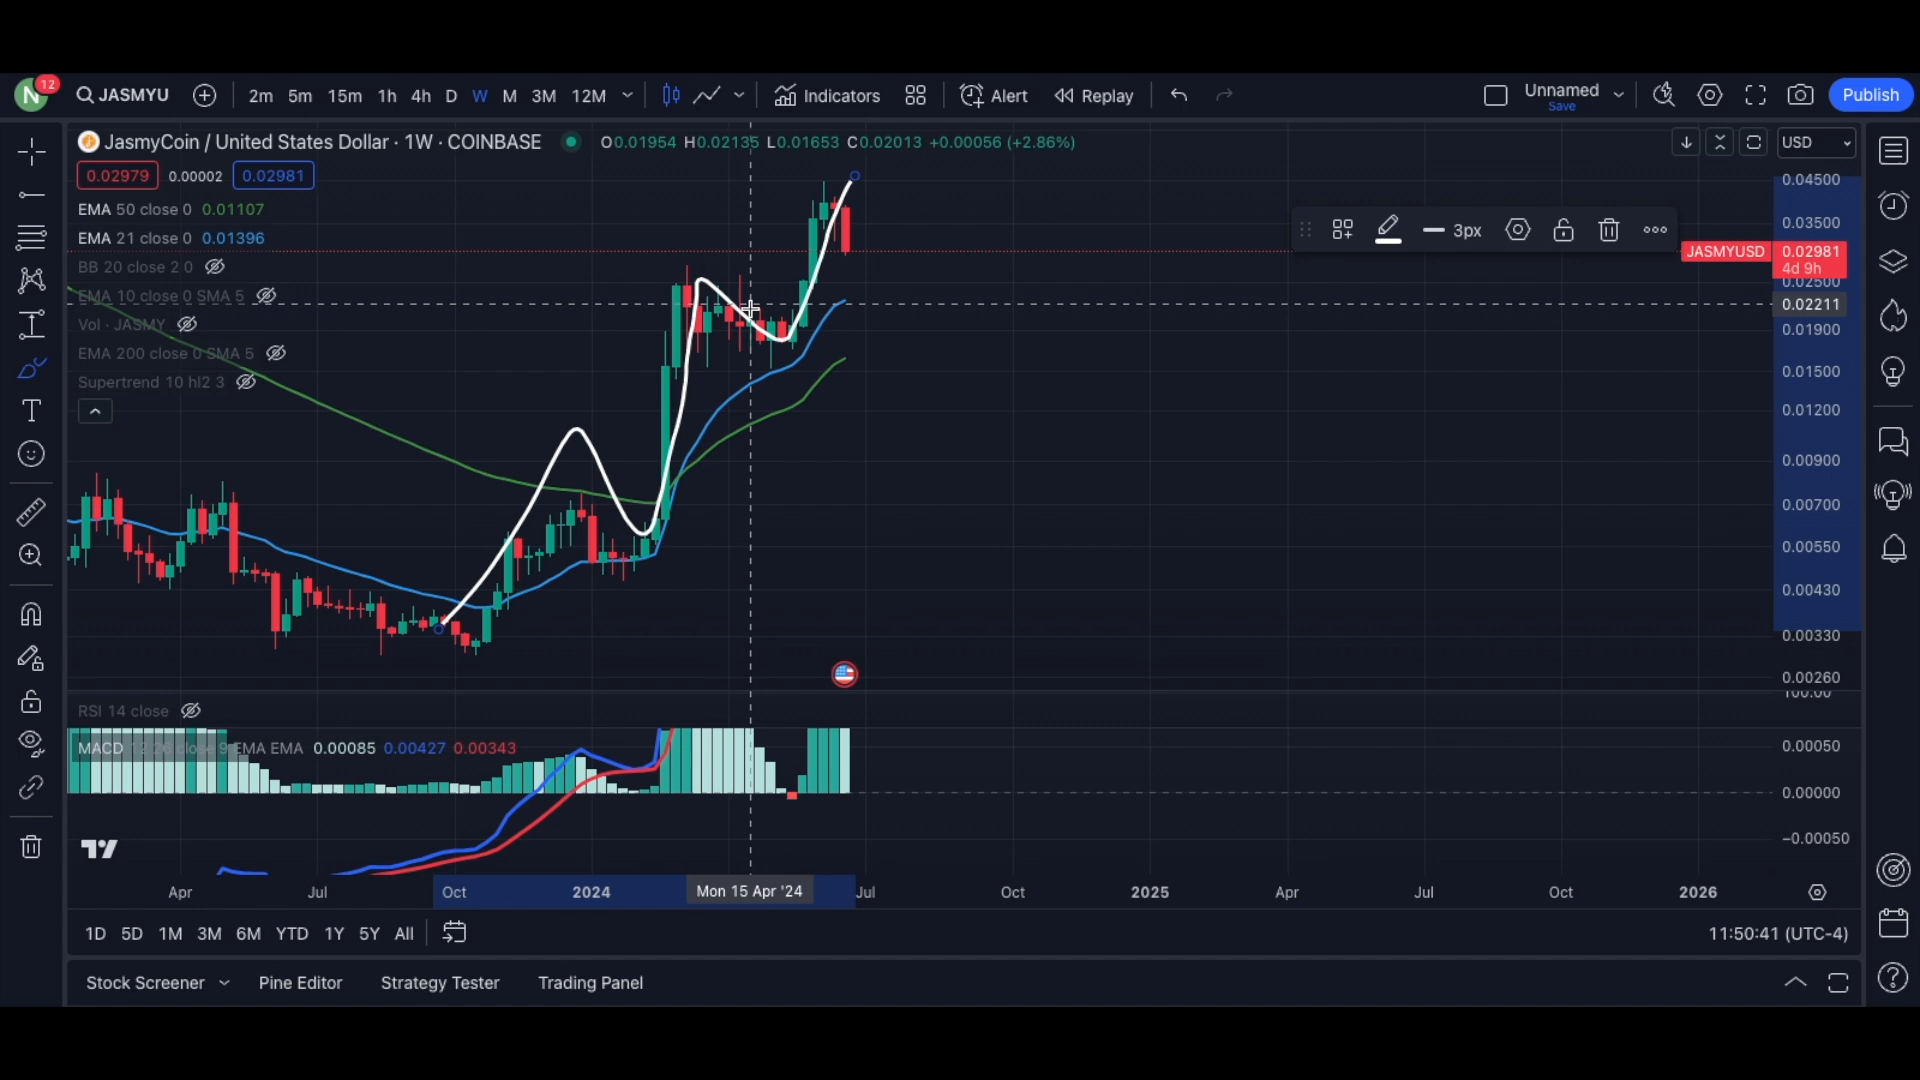 N 12 JASMYU 2m 5m 15m 1h 4h D W M 3M 12M Indicators Alert Replay Unnamed Save Publish
JasmyCoin / United States Dollar · 1W · COINBASE O0.01954 H0.02135 L0.01653 C0.02013 +0.00056 (+2.86%) USD
0.02979 0.00002 0.02981
EMA 50 close 0 0.01107
EMA 21 close 0 0.01396
BB 20 close 2 0
EMA 10 close 0 SMA 5
Vol · JASMY
EMA 200 close 0 SMA 5
Supertrend 10 hl2 3
3px
0.04500
0.03500
JASMYUSD 0.02981
4d 9h
0.02500
0.02211
0.01900
0.01500
0.01200
0.00900
0.00700
0.00550
0.00430
0.00330
0.00260
100.00
RSI 14 close
MACD 12 26 close 9 EMA EMA 0.00085 0.00427 0.00343
0.00050
0.00000
−0.00050
Apr Jul Oct 2024 Mon 15 Apr '24 Jul Oct 2025 Apr Jul Oct 2026
1D 5D 1M 3M 6M YTD 1Y 5Y All 11:50:41 (UTC-4)
Stock Screener Pine Editor Strategy Tester Trading Panel